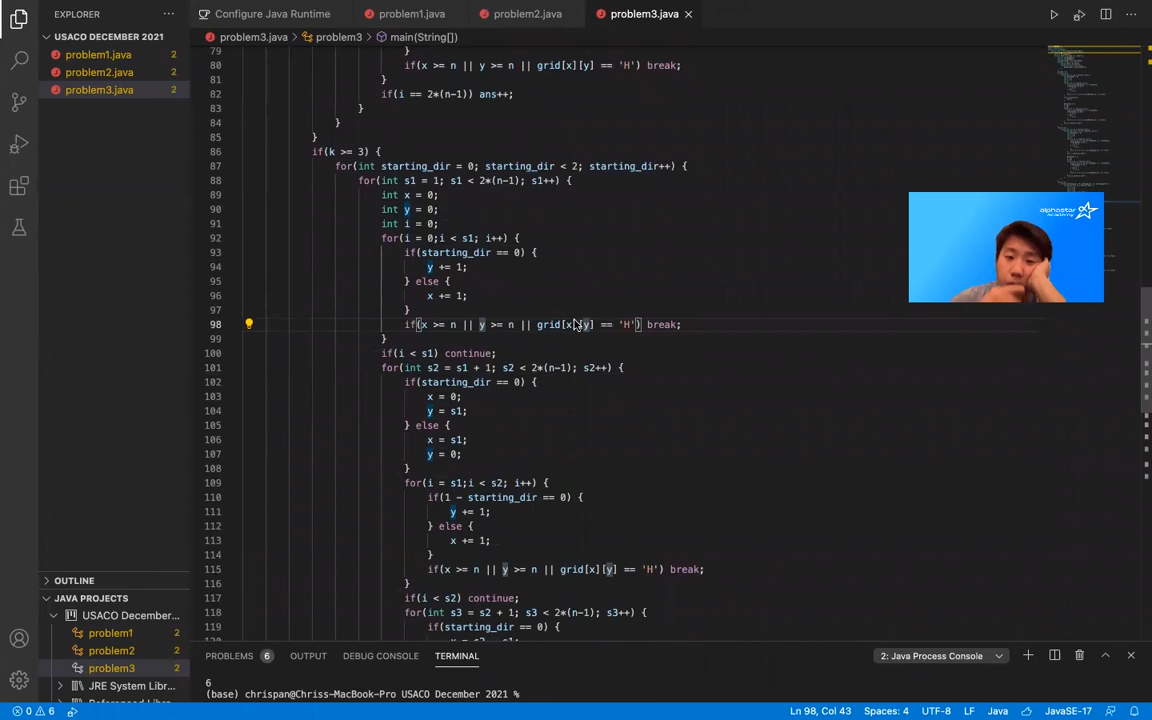 EXPLORER ···
Configure Java Runtime problem1.java problem2.java problem3.java ×
USACO DECEMBER 2021
problem3.java > problem3 > main(String[])
problem1.java 2
problem2.java 2
problem3.java 2
79 }
80 if(x >= n || y >= n || grid[x][y] == 'H') break;
81 }
82 if(i == 2*(n-1)) ans++;
83 }
84 }
85 }
86 if(k >= 3) {
87 for(int starting_dir = 0; starting_dir < 2; starting_dir++) {
88 for(int s1 = 1; s1 < 2*(n-1); s1++) {
89 int x = 0;
90 int y = 0;
91 int i = 0;
92 for(i = 0;i < s1; i++) {
93 if(starting_dir == 0) {
94 y += 1;
95 } else {
96 x += 1;
97 }
98 if(x >= n || y >= n || grid[x][y] == 'H') break;
99 }
100 if(i < s1) continue;
101 for(int s2 = s1 + 1; s2 < 2*(n-1); s2++) {
102 if(starting_dir == 0) {
103 x = 0;
104 y = s1;
105 } else {
106 x = s1;
107 y = 0;
108 }
109 for(i = s1;i < s2; i++) {
110 if(1 - starting_dir == 0) {
111 y += 1;
112 } else {
113 x += 1;
114 }
115 if(x >= n || y >= n || grid[x][y] == 'H') break;
116 }
117 if(i < s2) continue;
118 for(int s3 = s2 + 1; s3 < 2*(n-1); s3++) {
119 if(starting_dir == 0) {
alphastar
Academy
OUTLINE
JAVA PROJECTS
USACO December...
problem1 2
problem2 2
problem3 2
JRE System Libr...
PROBLEMS 6 OUTPUT DEBUG CONSOLE TERMINAL
2: Java Process Console
6
(base) chrispan@Chriss-MacBook-Pro USACO December 2021 %
0 6
Ln 98, Col 43 Spaces: 4 UTF-8 LF Java JavaSE-17